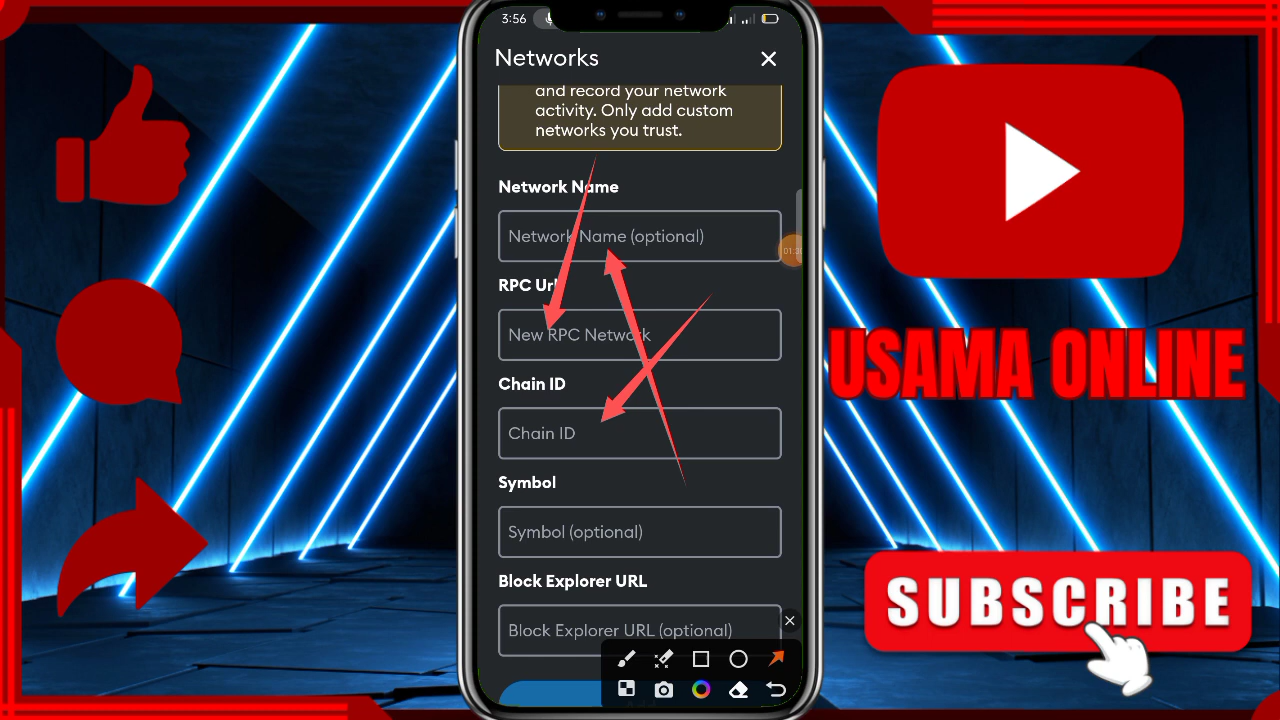 3:56
Networks
and record your network
activity. Only add custom
networks you trust.
Network Name
Network Name (optional)
RPC Url
New RPC Network
Chain ID
Chain ID
Symbol
Symbol (optional)
Block Explorer URL
Block Explorer URL (optional)
USAMA ONLINE
SUBSCRIBE